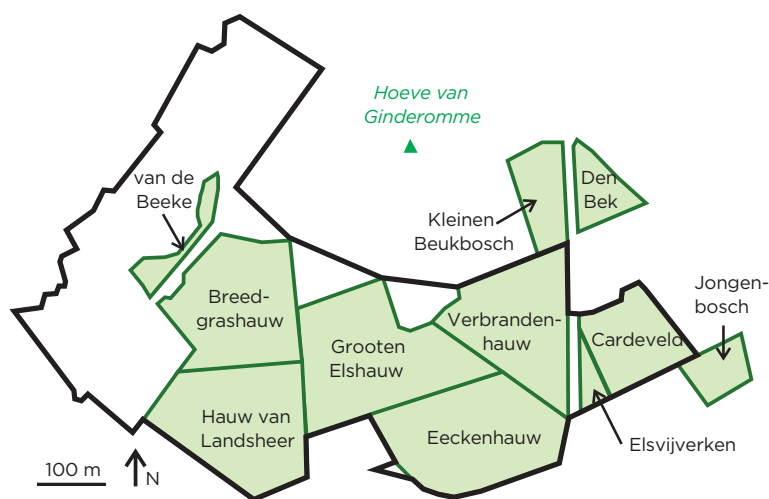 Hoeve van
Ginderomme
van de
Beeke
Den
Bek
Kleinen
Beukbosch
Breed-
grashauw
Verbranden-
hauw
Jongen-
bosch
Cardeveld
Grooten
Elshauw
Hauw van
Landsheer
Eeckenhauw
Elsvijverken
100 m
N